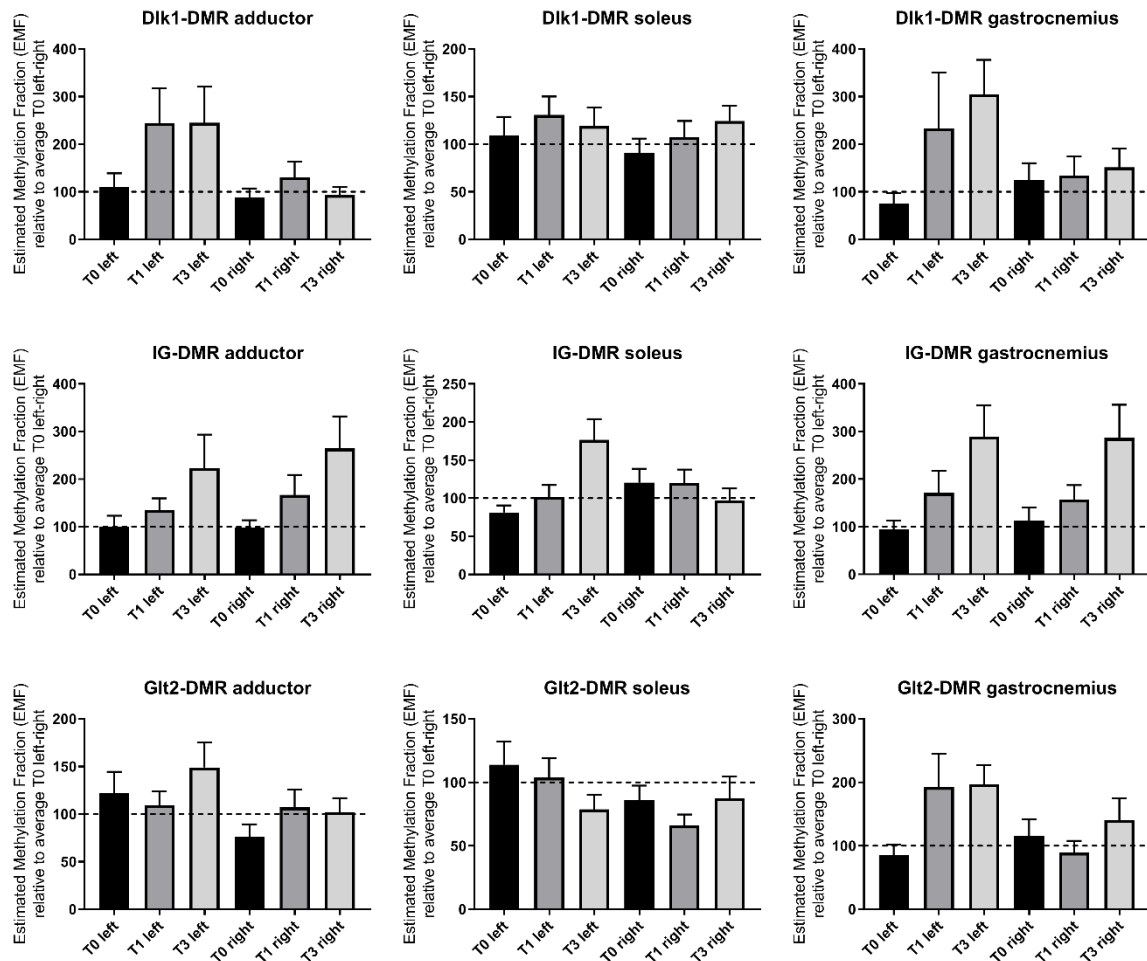 Dlk1-DMR adductor
Estimated Methylation Fraction (EMF)
relative to average T0 left-right
400
300
200
100
0
T0 left
T1 left
T3 left
T0 right
T1 right
T3 right
Dlk1-DMR soleus
Estimated Methylation Fraction (EMF)
relative to average T0 left-right
200
150
100
50
0
T0 left
T1 left
T3 left
T0 right
T1 right
T3 right
Dlk1-DMR gastrocnemius
Estimated Methylation Fraction (EMF)
relative to average T0 left-right
400
300
200
100
0
T0 left
T1 left
T3 left
T0 right
T1 right
T3 right
IG-DMR adductor
Estimated Methylation Fraction (EMF)
relative to average T0 left-right
400
300
200
100
0
T0 left
T1 left
T3 left
T0 right
T1 right
T3 right
IG-DMR soleus
Estimated Methylation Fraction (EMF)
relative to average T0 left-right
250
200
150
100
50
0
T0 left
T1 left
T3 left
T0 right
T1 right
T3 right
IG-DMR gastrocnemius
Estimated Methylation Fraction (EMF)
relative to average T0 left-right
400
300
200
100
0
T0 left
T1 left
T3 left
T0 right
T1 right
T3 right
Glt2-DMR adductor
Estimated Methylation Fraction (EMF)
relative to average T0 left-right
200
150
100
50
0
T0 left
T1 left
T3 left
T0 right
T1 right
T3 right
Glt2-DMR soleus
Estimated Methylation Fraction (EMF)
relative to average T0 left-right
150
100
50
0
T0 left
T1 left
T3 left
T0 right
T1 right
T3 right
Glt2-DMR gastrocnemius
Estimated Methylation Fraction (EMF)
relative to average T0 left-right
300
200
100
0
T0 left
T1 left
T3 left
T0 right
T1 right
T3 right